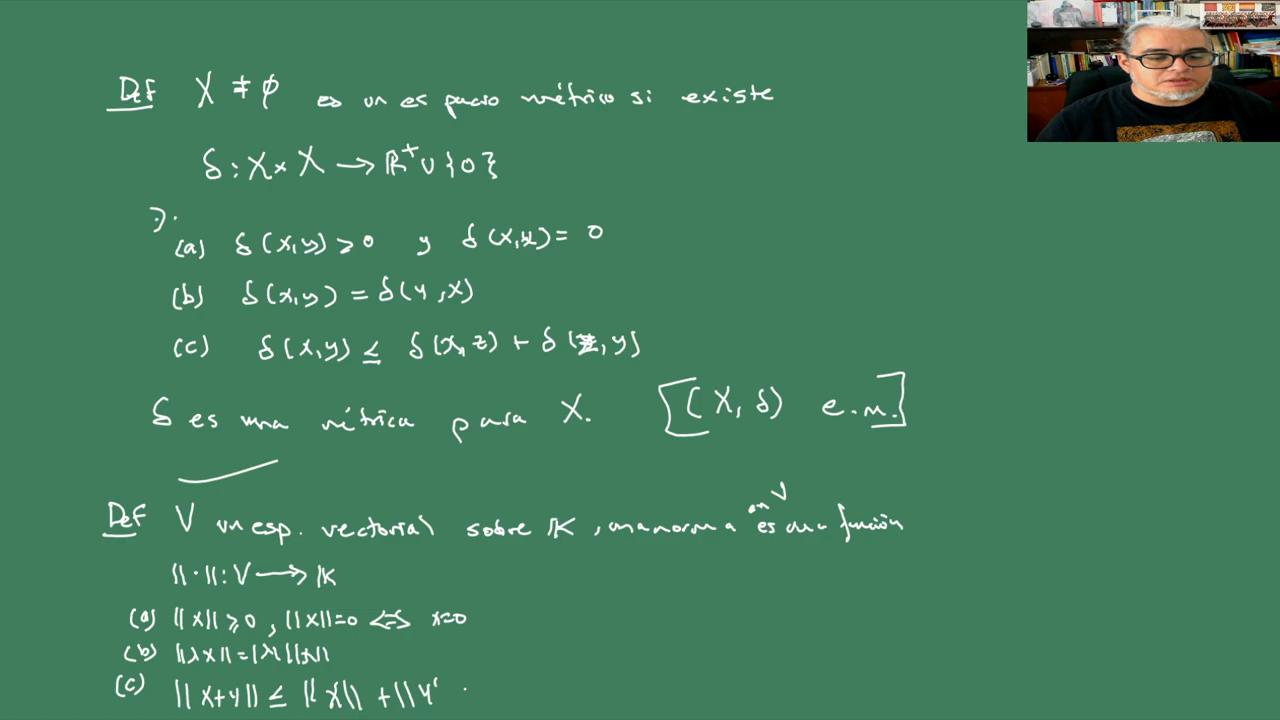 Def X ≠ ∅ es un espacio métrico si existe
δ : X × X → ℝ⁺ ∪ {0}
∋.
(a) δ(x,y) ≥ 0 y δ(x,x) = 0
(b) δ(x,y) = δ(y,x)
(c) δ(x,y) ≤ δ(x,z) + δ(z,y)
δ es una métrica para X. [(X, δ) e.m.]
Def V un esp. vectorial sobre K, una norma en V es una función
||·|| : V → K
(a) ||x|| ≥ 0, ||x|| = 0 ⇔ x=0
(b) ||λx|| = |λ| ||x||
(c) ||x+y|| ≤ ||x|| + ||y